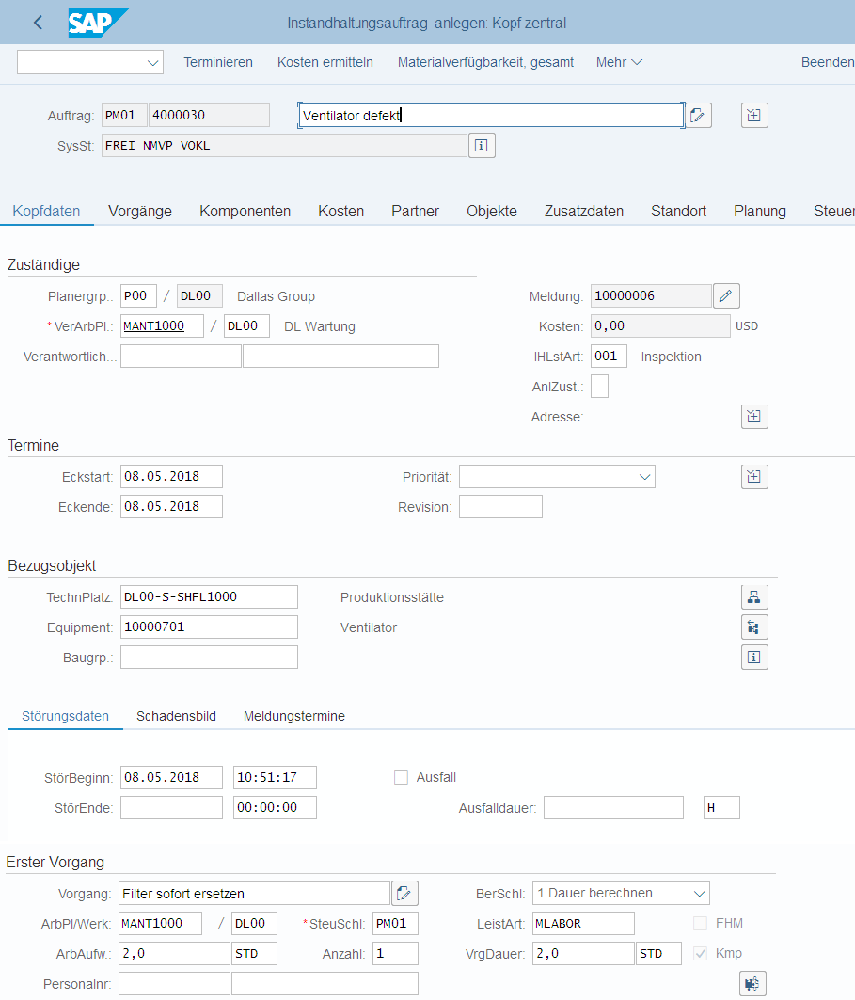 SAP Instandhaltungsauftrag anlegen: Kopf zentral
Terminieren Kosten ermitteln Materialverfügbarkeit, gesamt Mehr Beenden
Auftrag: PM01 4000030 Ventilator defekt
SysSt: FREI NMVP VOKL
Kopfdaten Vorgänge Komponenten Kosten Partner Objekte Zusatzdaten Standort Planung Steuer
Zuständige
Planergrp.: P00 / DL00 Dallas Group Meldung: 10000006
*VerArbPl.: MANT1000 / DL00 DL Wartung Kosten: 0,00 USD
Verantwortlich... IHLstArt: 001 Inspektion
AnlZust.:
Adresse:
Termine
Eckstart: 08.05.2018 Priorität:
Eckende: 08.05.2018 Revision:
Bezugsobjekt
TechnPlatz: DL00-S-SHFL1000 Produktionsstätte
Equipment: 10000701 Ventilator
Baugrp.:
Störungsdaten Schadensbild Meldungstermine
StörBeginn: 08.05.2018 10:51:17 Ausfall
StörEnde: 00:00:00 Ausfalldauer: H
Erster Vorgang
Vorgang: Filter sofort ersetzen BerSchl: 1 Dauer berechnen
ArbPl/Werk: MANT1000 / DL00 *SteuSchl: PM01 LeistArt: MLABOR FHM
ArbAufw.: 2,0 STD Anzahl: 1 VrgDauer: 2,0 STD Kmp
Personalnr: